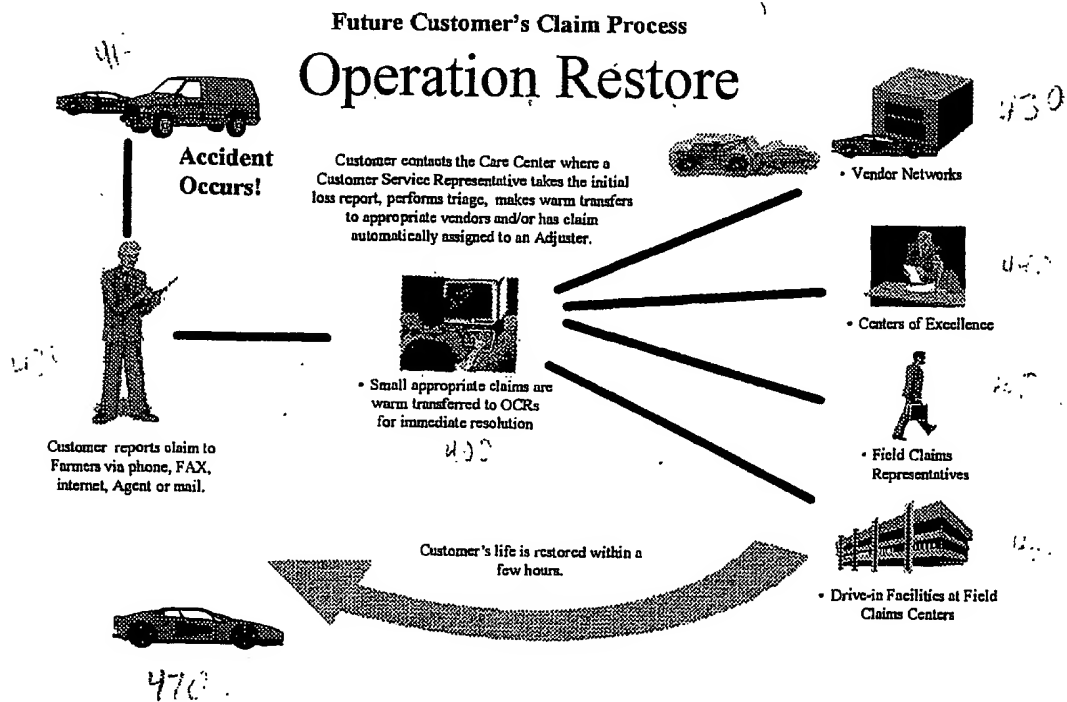 Future Customer's Claim Process
Operation Restore
Accident
Occurs!
Customer contacts the Care Center where a
Customer Service Representative takes the initial
loss report, performs triage, makes warm transfers
to appropriate vendors and/or has claim
automatically assigned to an Adjuster.
• Vendor Networks
430
• Centers of Excellence
• Small appropriate claims are
warm transferred to OCRs
for immediate resolution
Customer reports claim to
Farmers via phone, FAX,
internet, Agent or mail.
• Field Claims
Representatives
Customer's life is restored within a
few hours.
• Drive-in Facilities at Field
Claims Centers
470